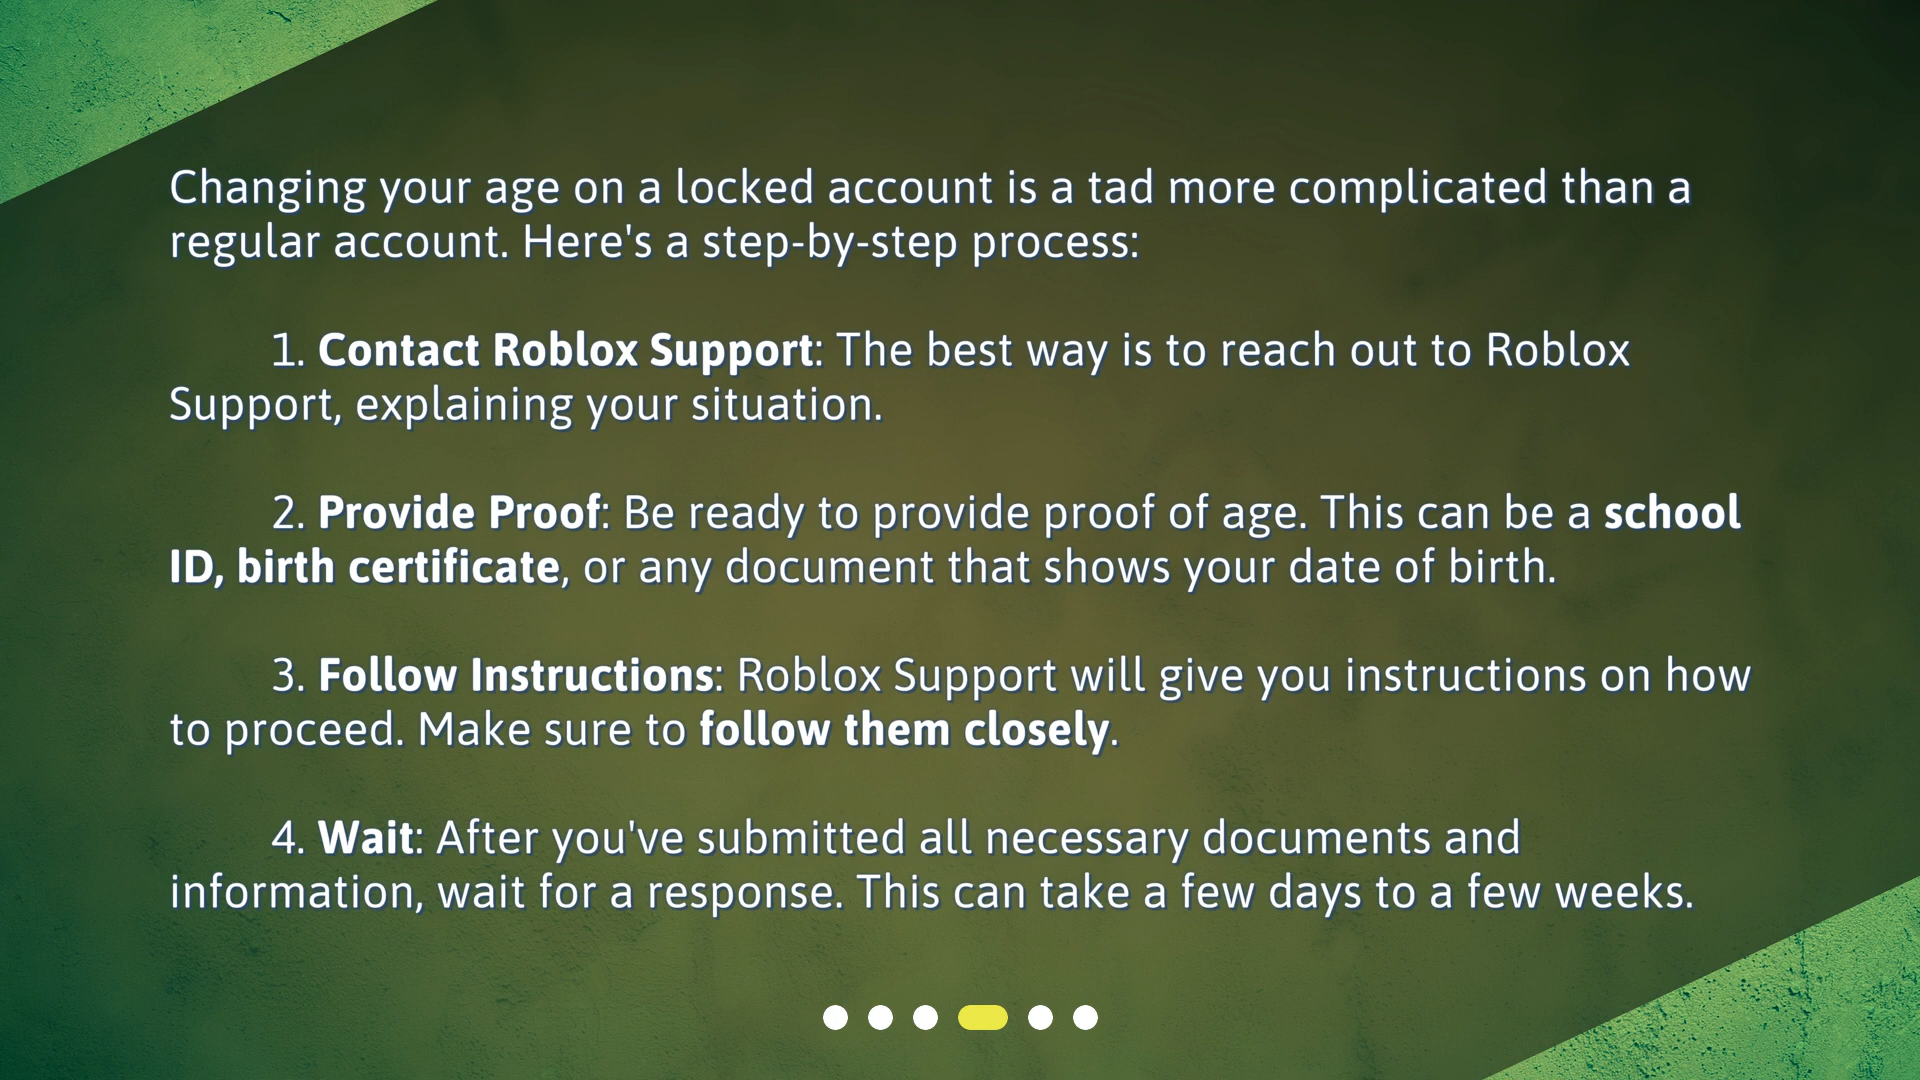 Changing your age on a locked account is a tad more complicated than a
regular account. Here's a step-by-step process:
1. Contact Roblox Support: The best way is to reach out to Roblox
Support, explaining your situation.
2. Provide Proof: Be ready to provide proof of age. This can be a school
ID, birth certificate, or any document that shows your date of birth.
3. Follow Instructions: Roblox Support will give you instructions on how
to proceed. Make sure to follow them closely.
4. Wait: After you've submitted all necessary documents and
information, wait for a response. This can take a few days to a few weeks.